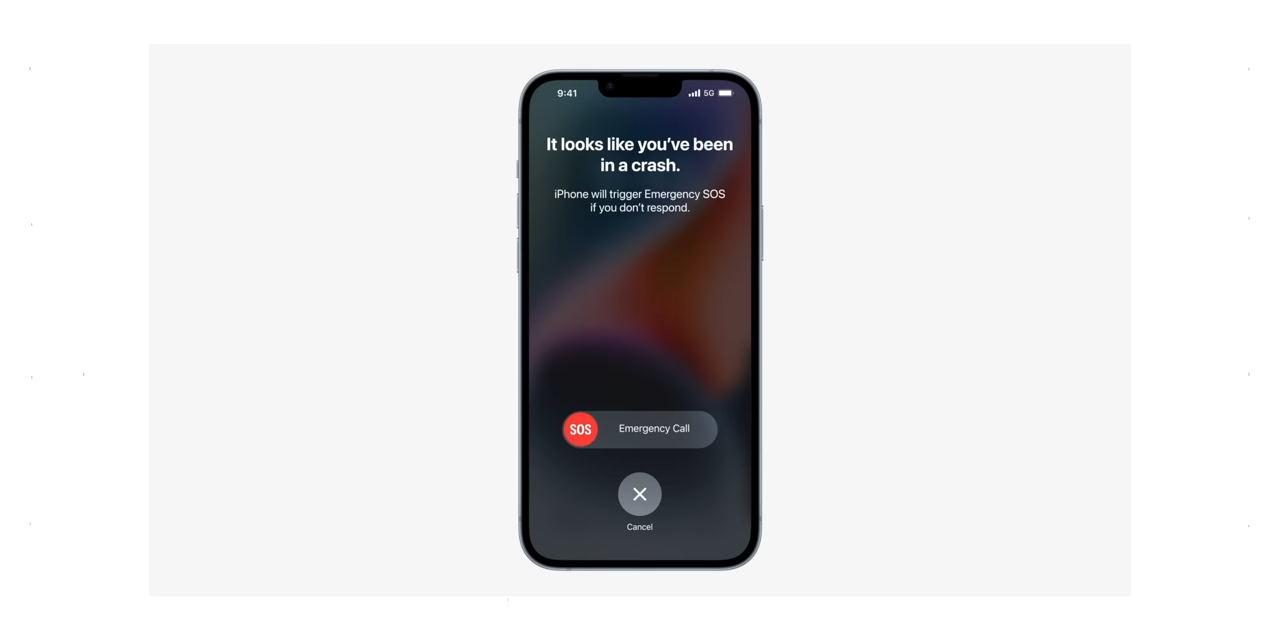 9:41 5G
It looks like you’ve been
in a crash.
iPhone will trigger Emergency SOS
if you don’t respond.
SOS Emergency Call
Cancel